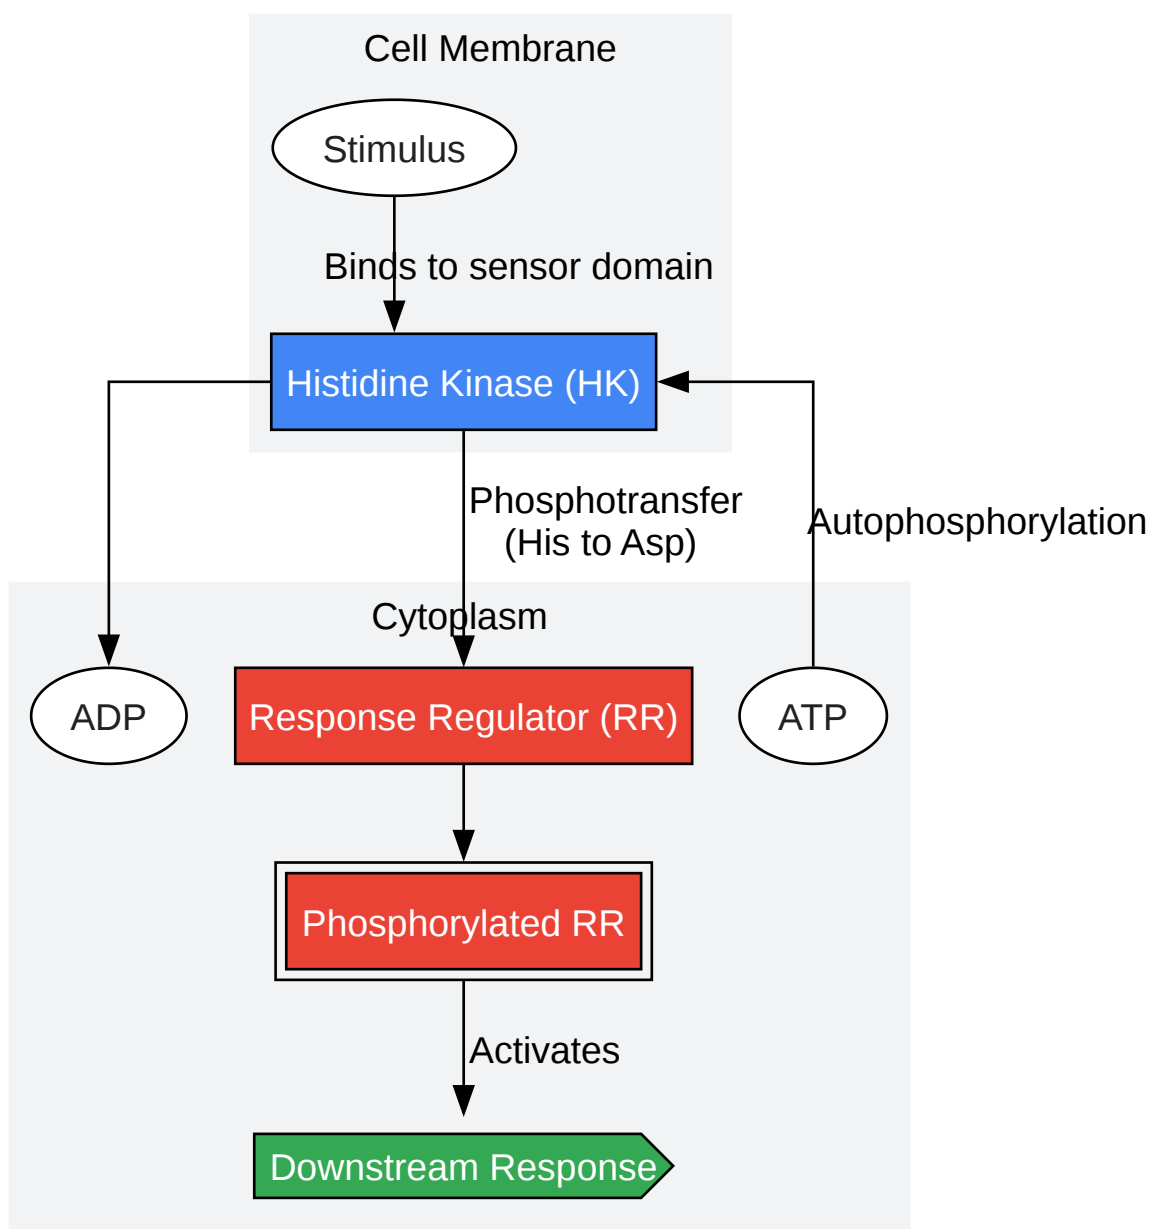 Cell Membrane
Stimulus
Binds to sensor domain
Histidine Kinase (HK)
Phosphotransfer
(His to Asp)
Autophosphorylation
Cytoplasm
ADP
Response Regulator (RR)
ATP
Phosphorylated RR
Activates
Downstream Response